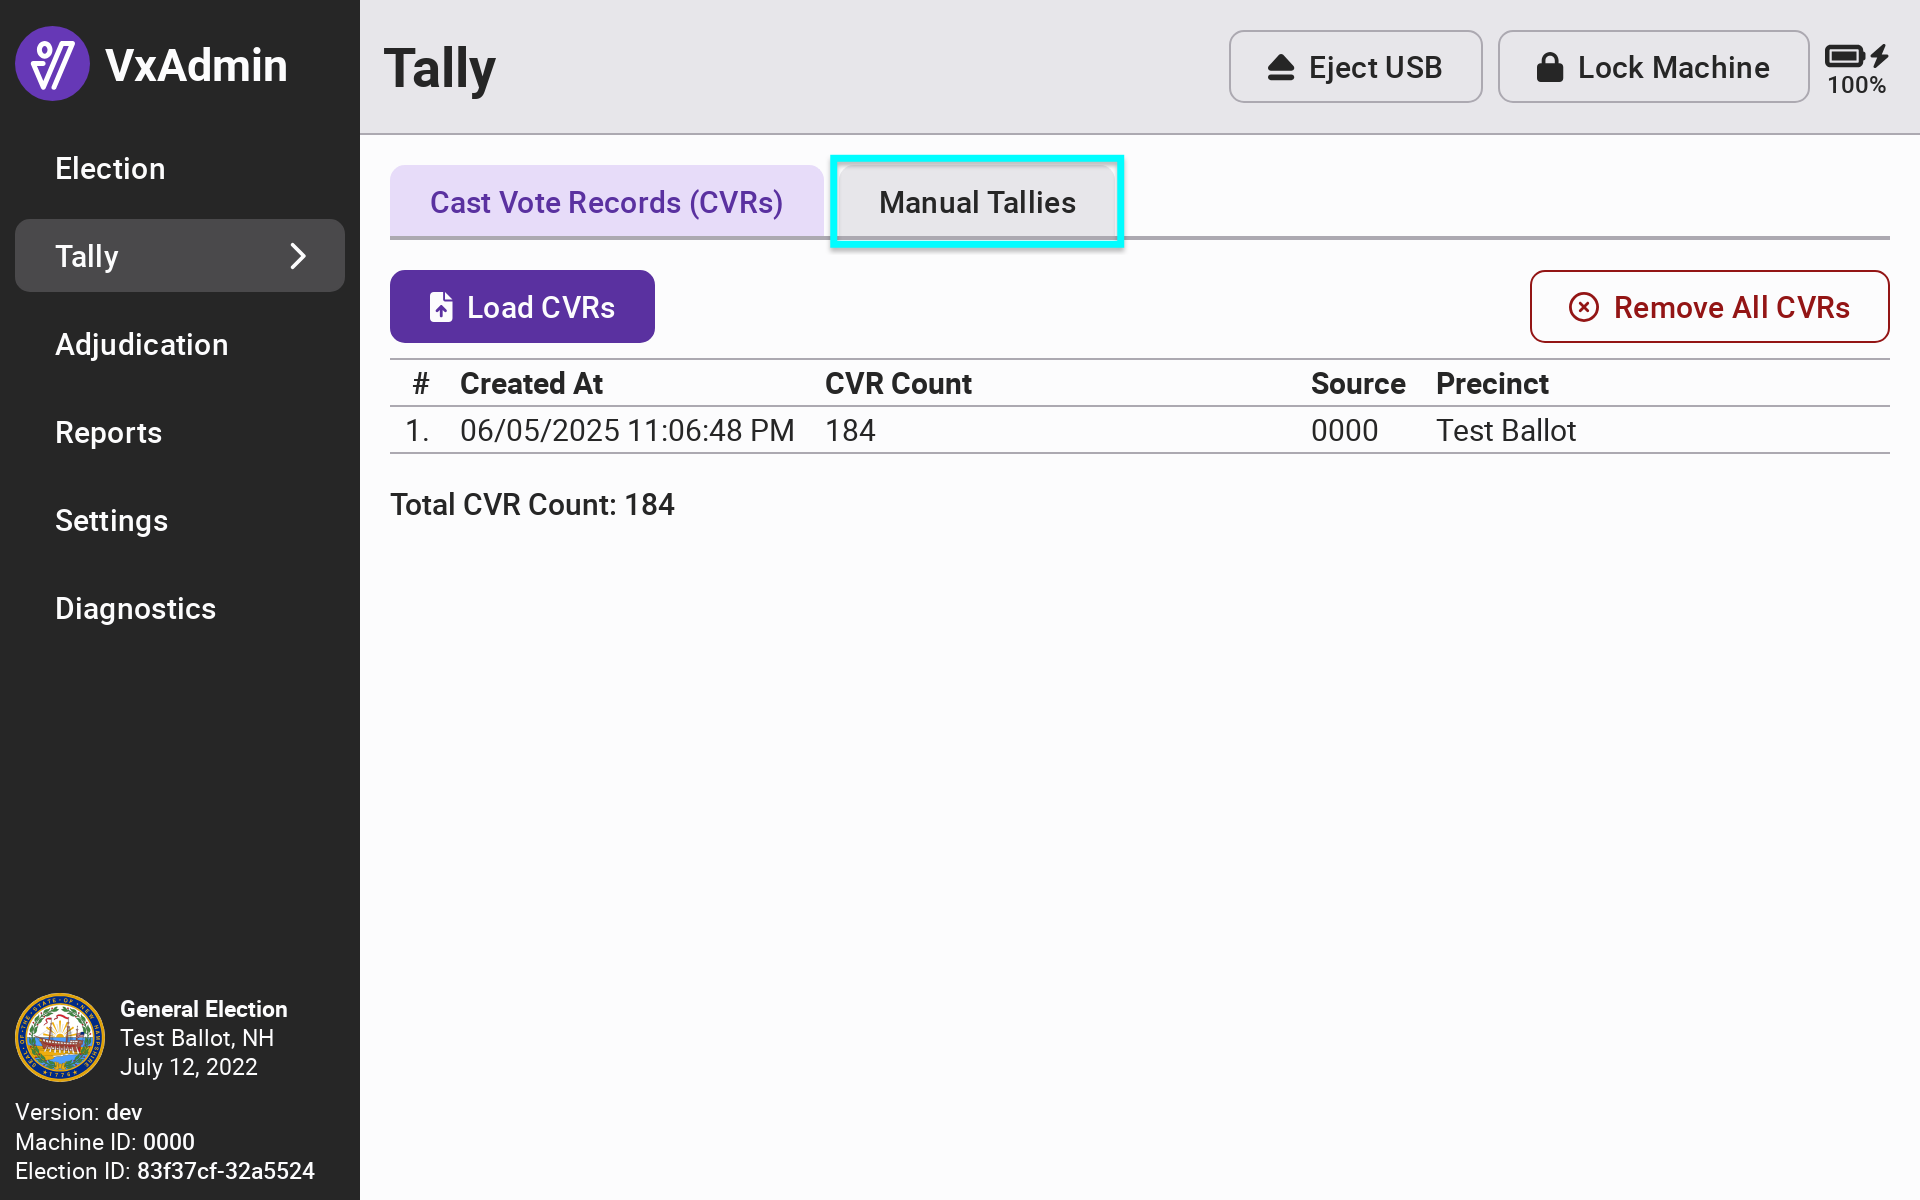 VxAdmin
Election
Tally
Adjudication
Reports
Settings
Diagnostics
General Election
Test Ballot, NH
July 12, 2022
Version: dev
Machine ID: 0000
Election ID: 83f37cf-32a5524
Tally
Eject USB
Lock Machine
100%
Cast Vote Records (CVRs)
Manual Tallies
Load CVRs
Remove All CVRs
# Created At CVR Count Source Precinct
1. 06/05/2025 11:06:48 PM 184 0000 Test Ballot
Total CVR Count: 184